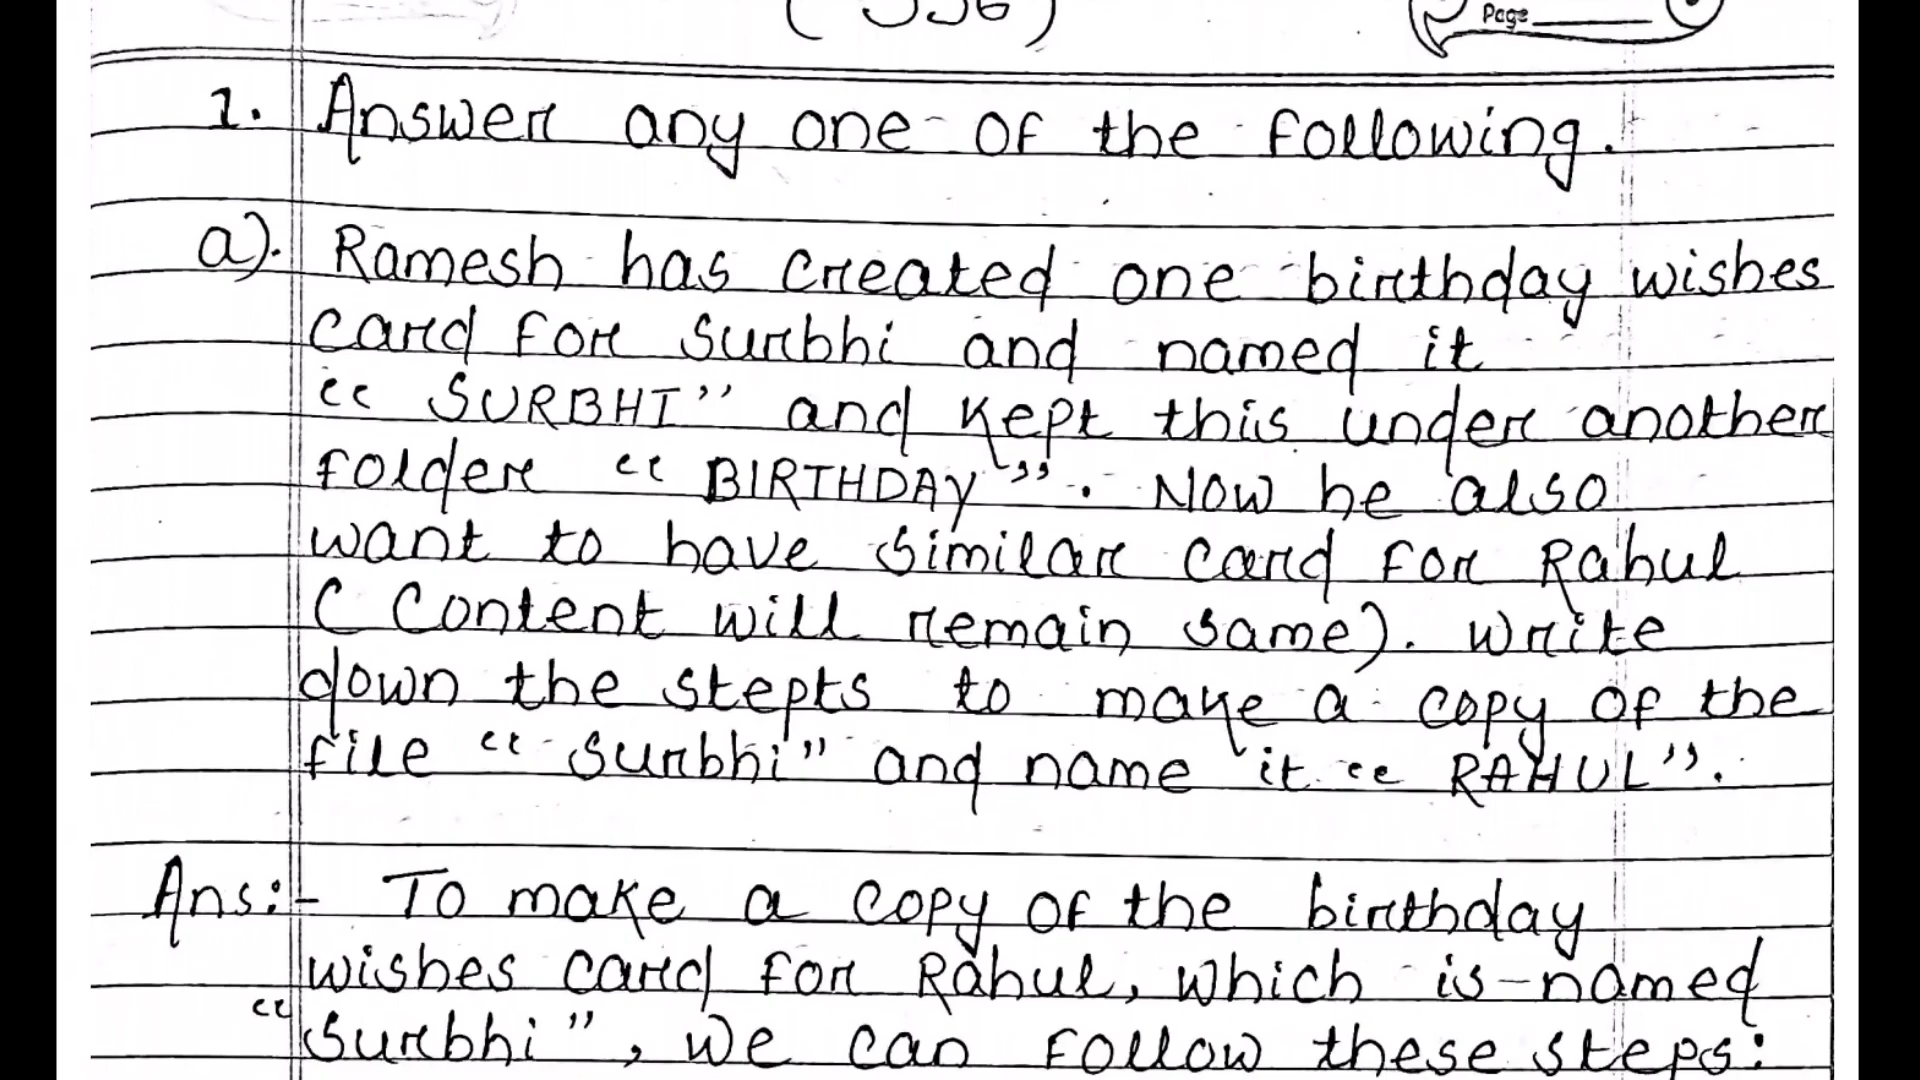 (336)
Page
1. Answer any one of the following.
a). Ramesh has created one birthday wishes
card for Surbhi and named it
"SURBHI" and kept this under another
folder "BIRTHDAY". Now he also
want to have similar card for Rahul
(Content will remain same). Write
down the stepts to make a copy of the
file "Surbhi" and name it "RAHUL".
Ans:- To make a copy of the birthday
wishes card for Rahul, which is named
"Surbhi", we can follow these steps: